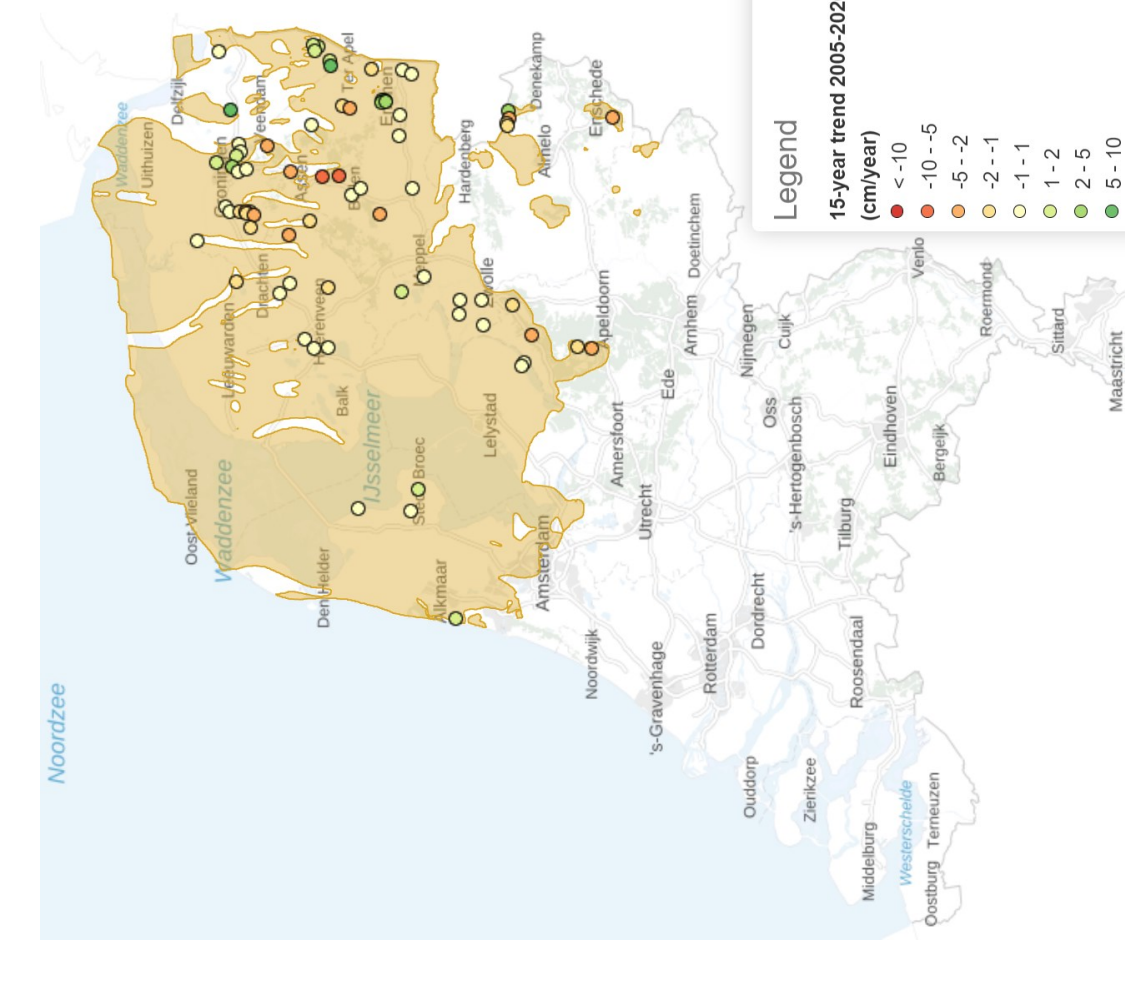 Noordzee
Waddenzee
Uithuizen
Delfzijl
Groningen
Veendam
Oost-Vlieland
Waddenzee
Leeuwarden
Drachten
Assen
Ter Apel
Den Helder
Balk
Heerenveen
Beilen
Emmen
IJsselmeer
Alkmaar
Broec
Meppel
Hardenberg
Lelystad
Zwolle
Almelo
Denekamp
Amsterdam
Enschede
Noordwijk
Amersfoort
Apeldoorn
's-Gravenhage
Utrecht
Ede
Arnhem
Doetinchem
Rotterdam
Ouddorp
Dordrecht
Nijmegen
Oss
Cuijk
Zierikzee
's-Hertogenbosch
Middelburg
Roosendaal
Tilburg
Eindhoven
Venlo
Westerschelde
Oostburg
Terneuzen
Bergeijk
Roermond
Sittard
Maastricht
Legend
15-year trend 2005-202
(cm/year)
< -10
-10 - -5
-5 - -2
-2 - -1
-1 - 1
1 - 2
2 - 5
5 - 10